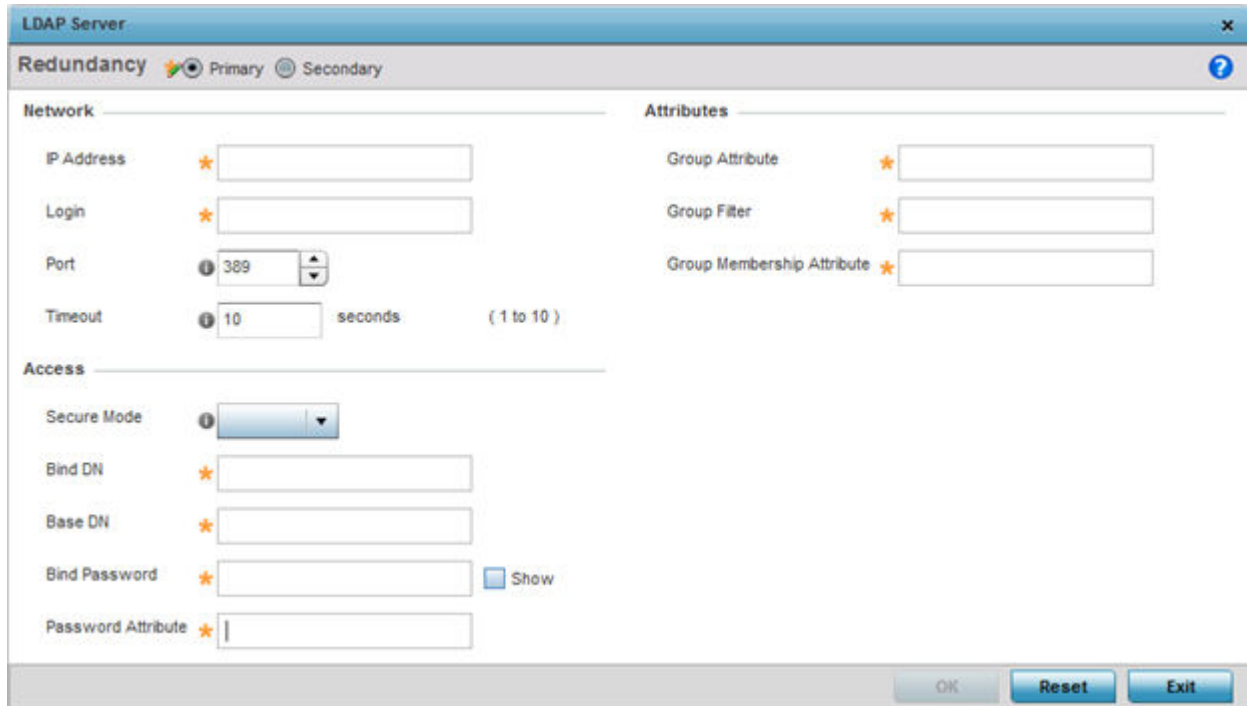 LDAP Server
Redundancy Primary Secondary
Network
IP Address
Login
Port 389
Timeout 10 seconds ( 1 to 10 )
Access
Secure Mode
Bind DN
Base DN
Bind Password Show
Password Attribute
Attributes
Group Attribute
Group Filter
Group Membership Attribute
OK Reset Exit